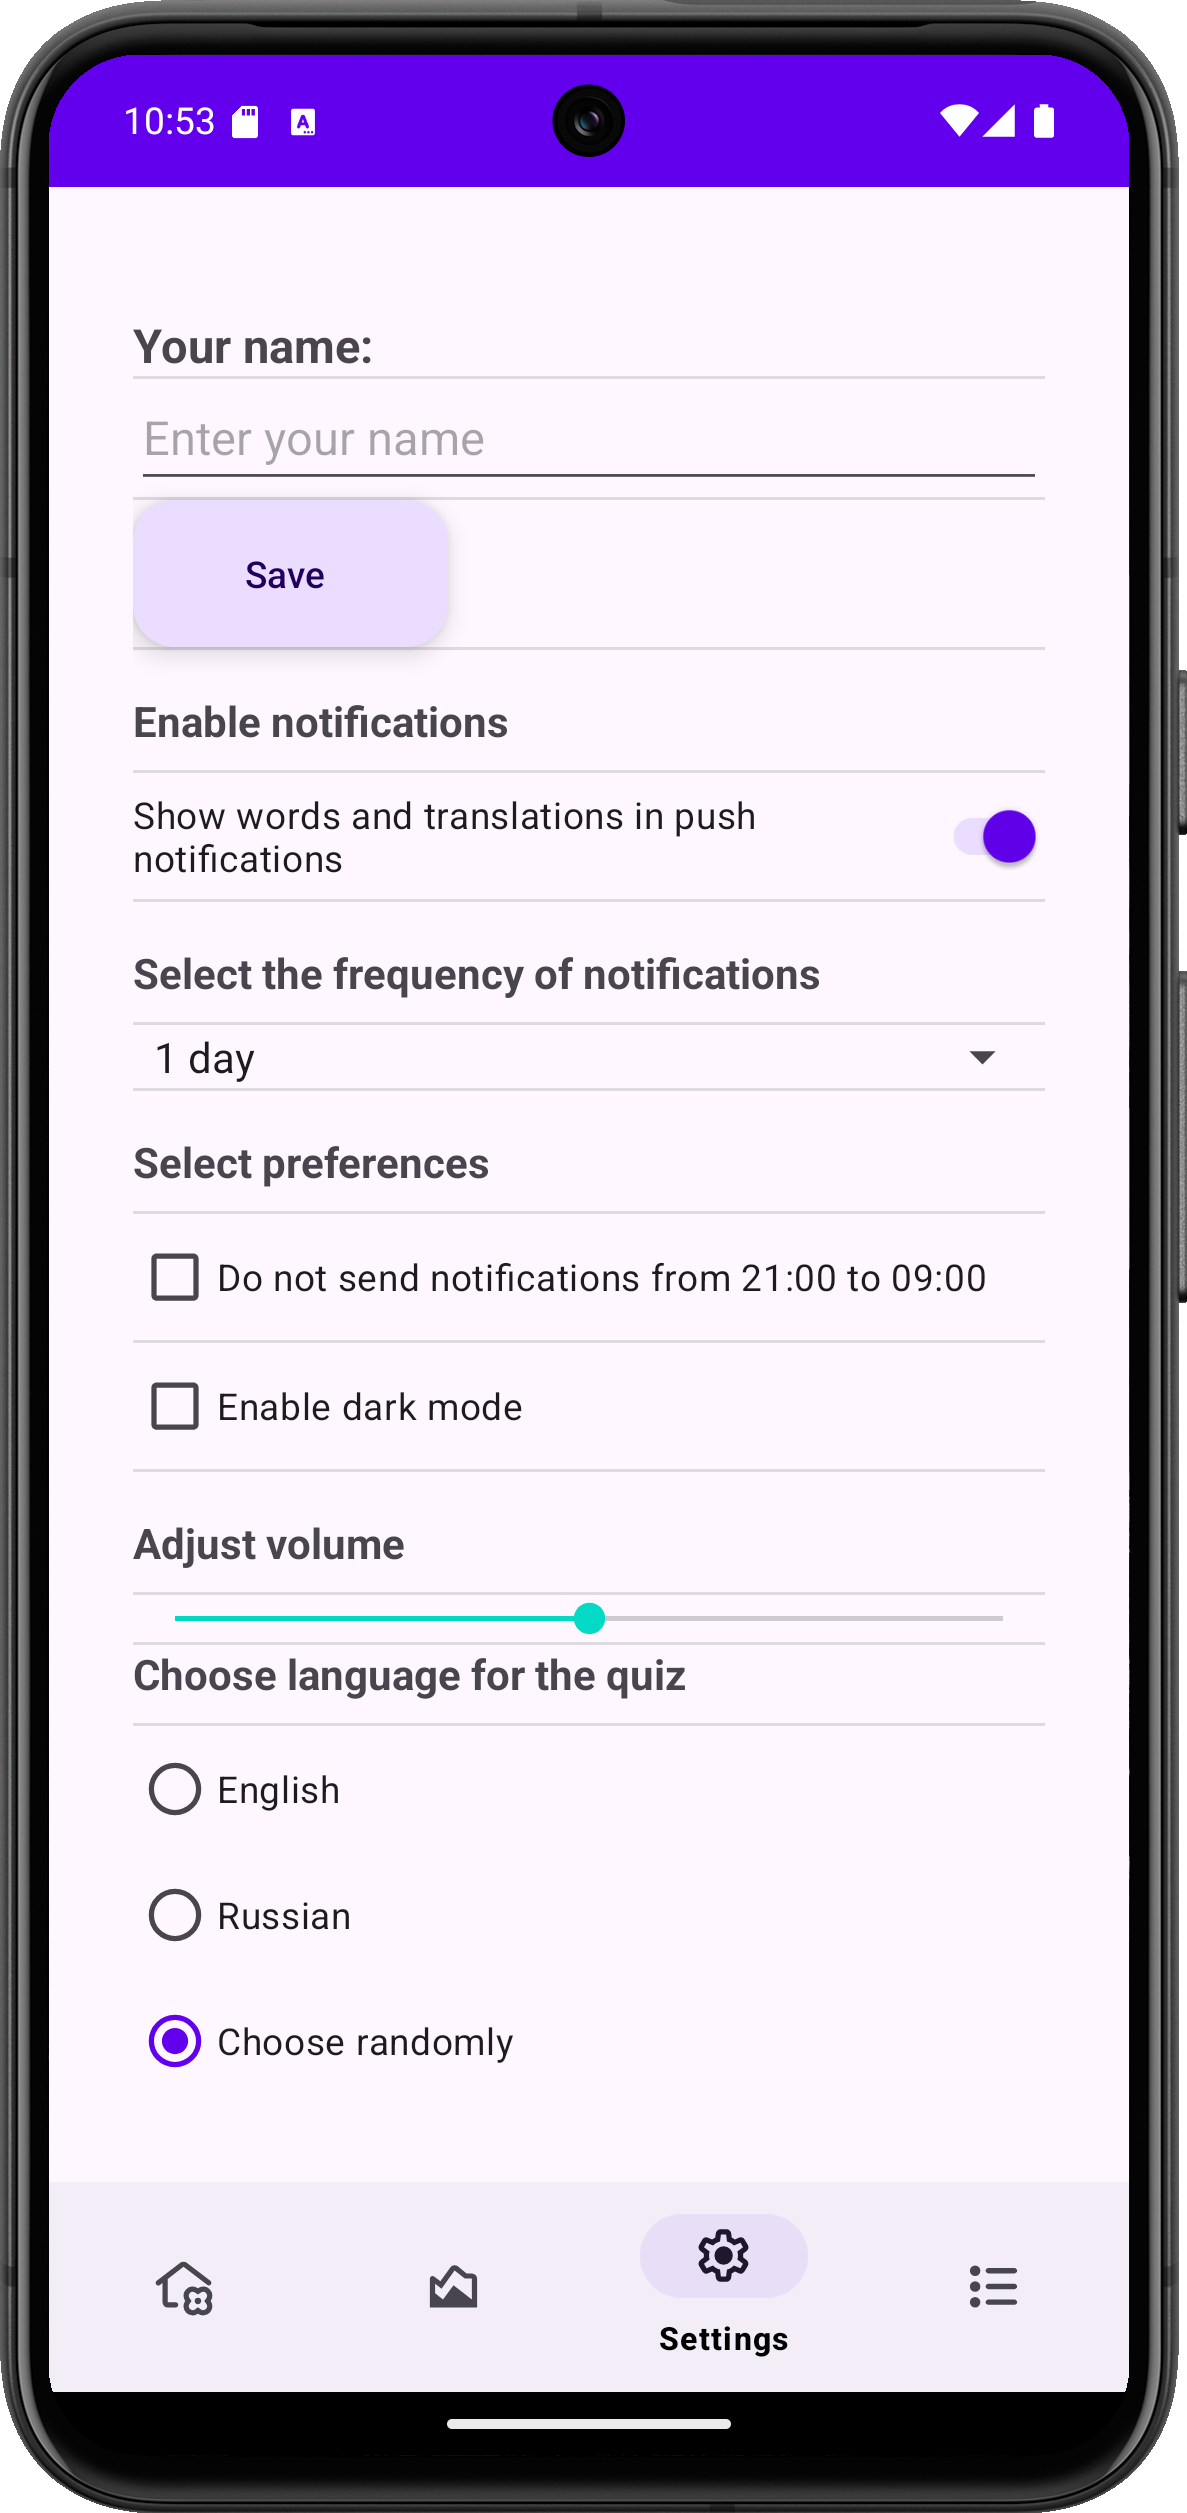 10:53
Your name:
Enter your name
Save
Enable notifications
Show words and translations in push
notifications
Select the frequency of notifications
1 day
Select preferences
Do not send notifications from 21:00 to 09:00
Enable dark mode
Adjust volume
Choose language for the quiz
English
Russian
Choose randomly
Settings